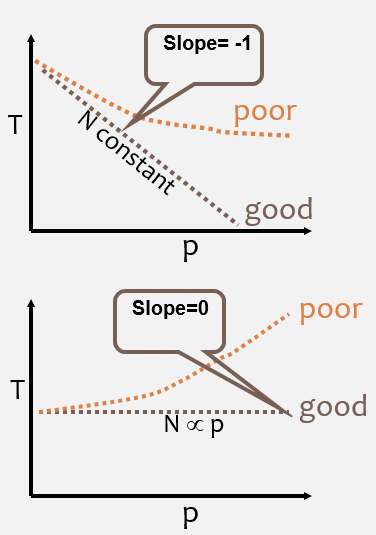 Slope= -1
poor
T
N constant
good
p
Slope=0
poor
T
good
N ∝ p
p